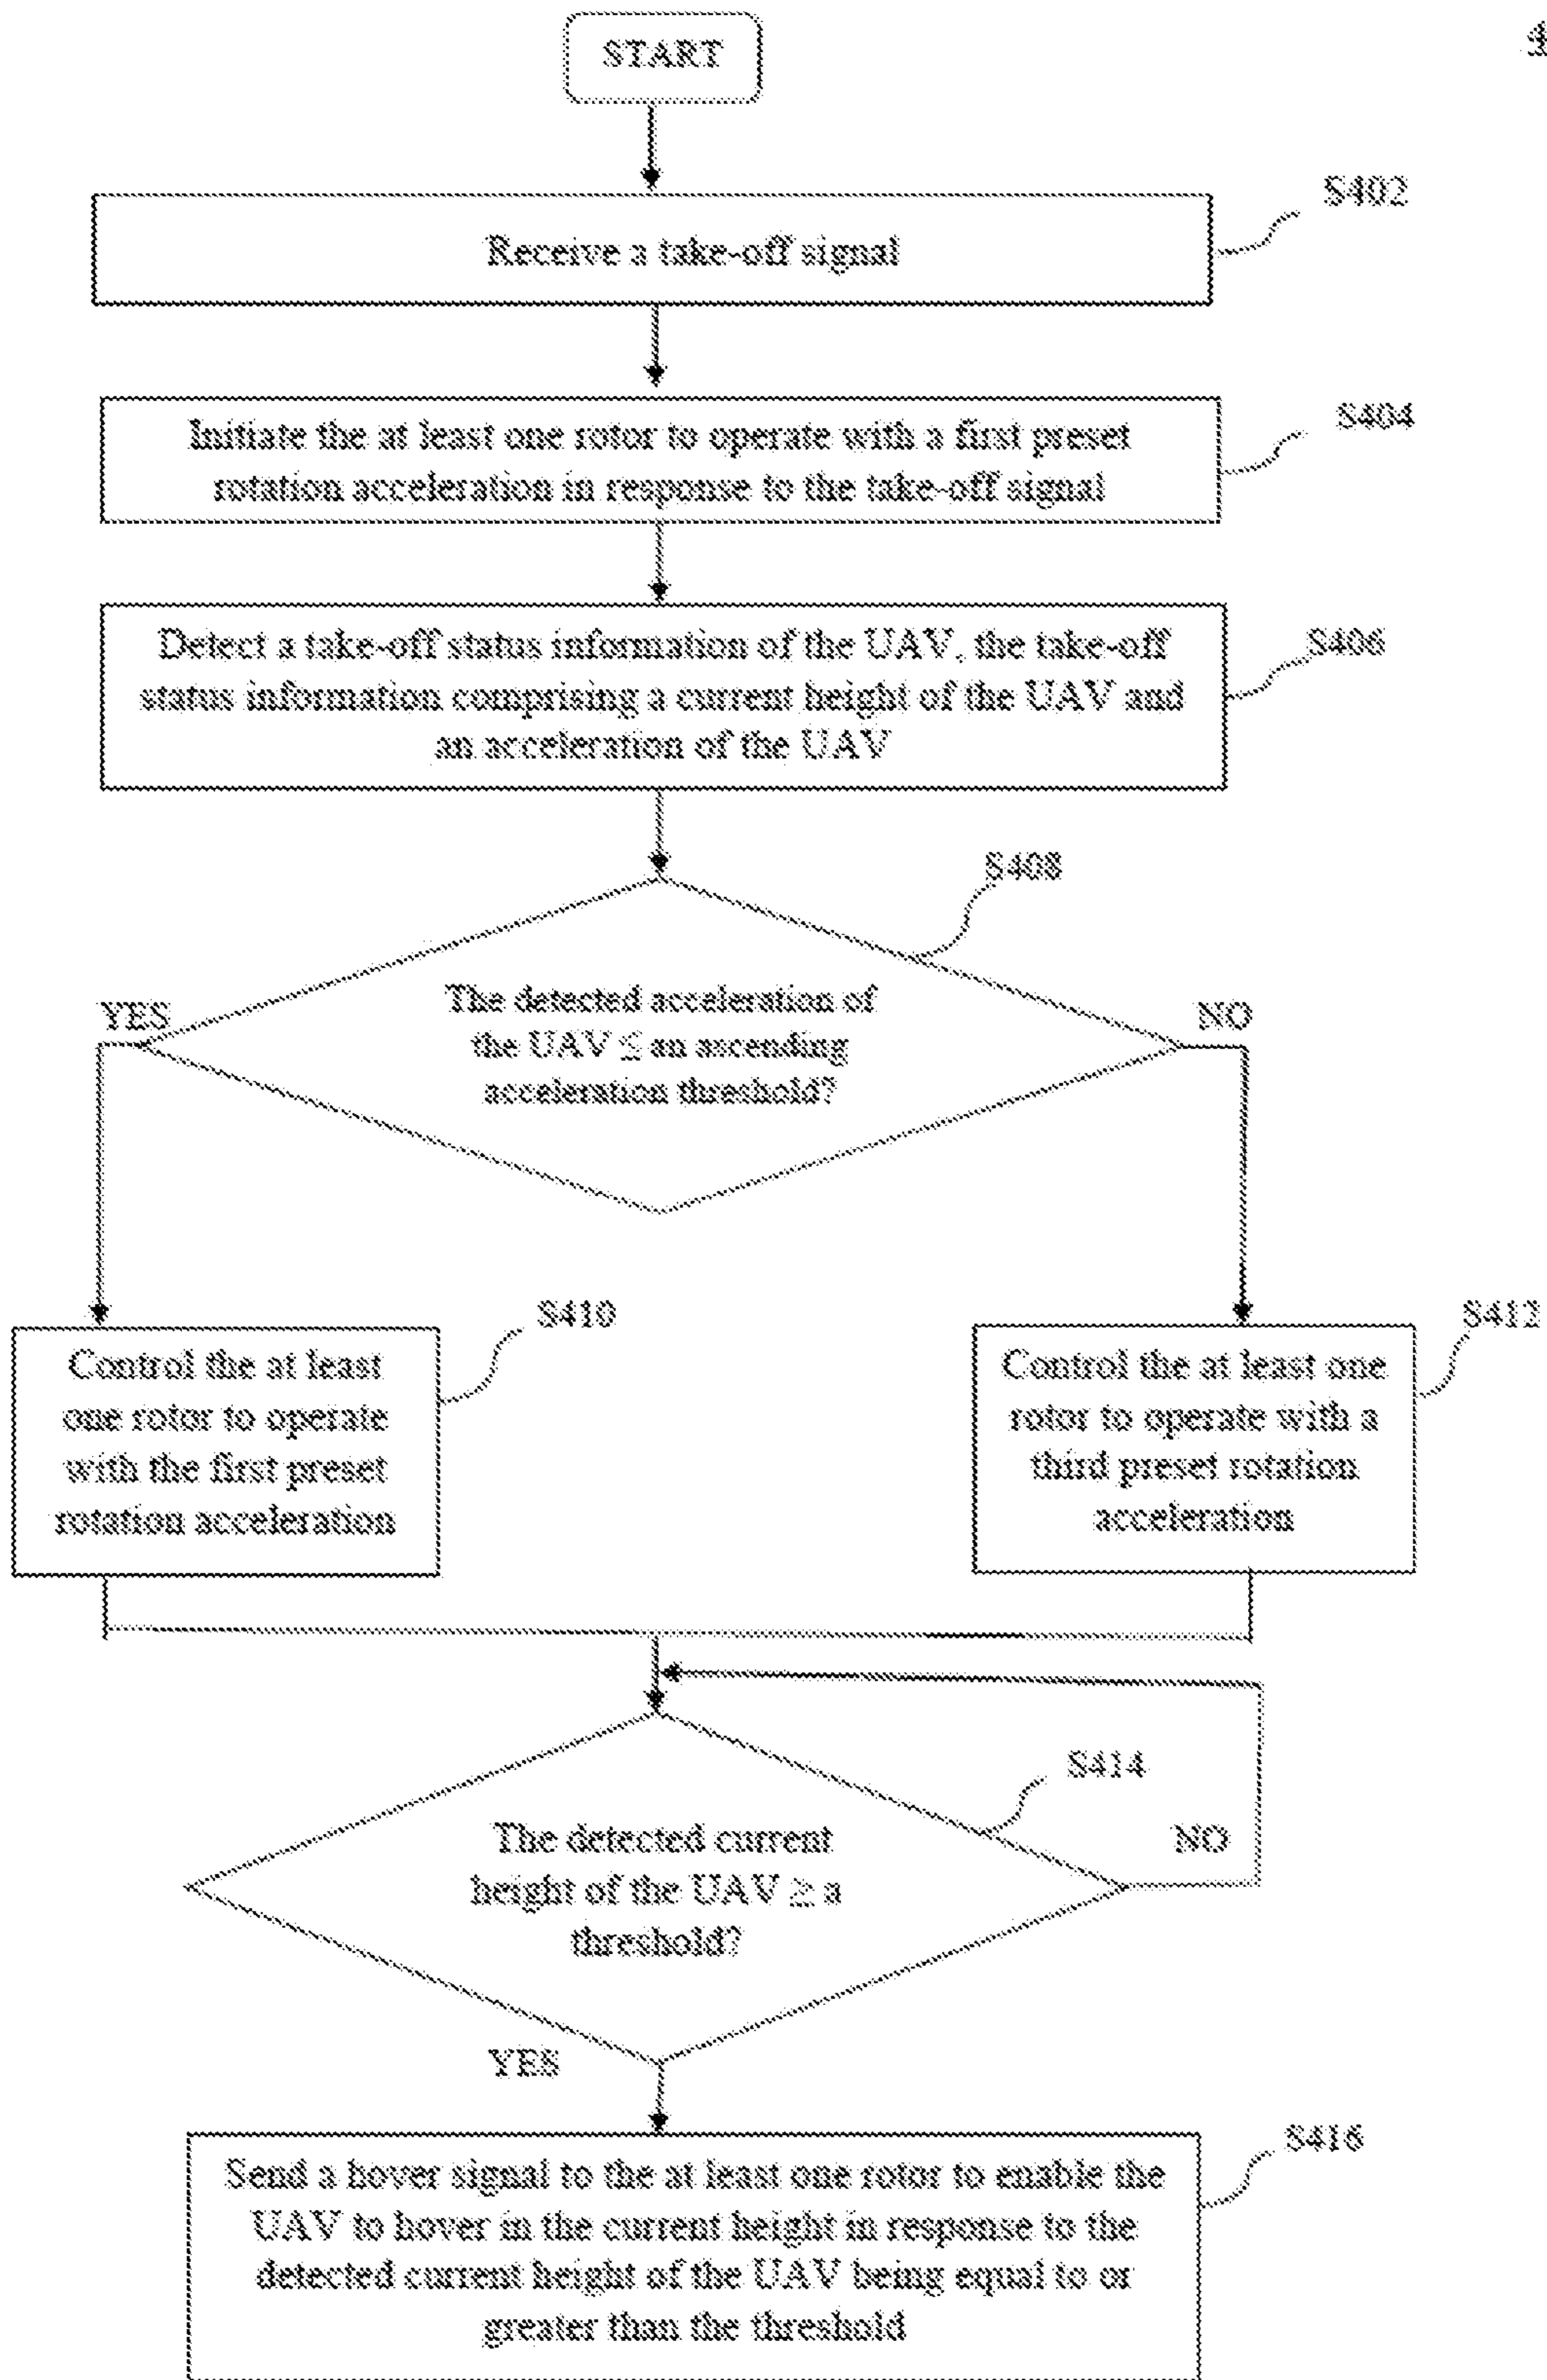 4
START
S402
Receive a take-off signal
S404
Initiate the at least one rotor to operate with a first preset
rotation acceleration in response to the take-off signal
S406
Detect a take-off status information of the UAV, the take-off
status information comprising a current height of the UAV and
an acceleration of the UAV
S408
The detected acceleration of
the UAV ≦ an ascending
acceleration threshold?
YES
NO
S410
Control the at least
one rotor to operate
with the first preset
rotation acceleration
S412
Control the at least one
rotor to operate with a
third preset rotation
acceleration
S414
The detected current
height of the UAV ≧ a
threshold?
NO
YES
S416
Send a hover signal to the at least one rotor to enable the
UAV to hover in the current height in response to the
detected current height of the UAV being equal to or
greater than the threshold